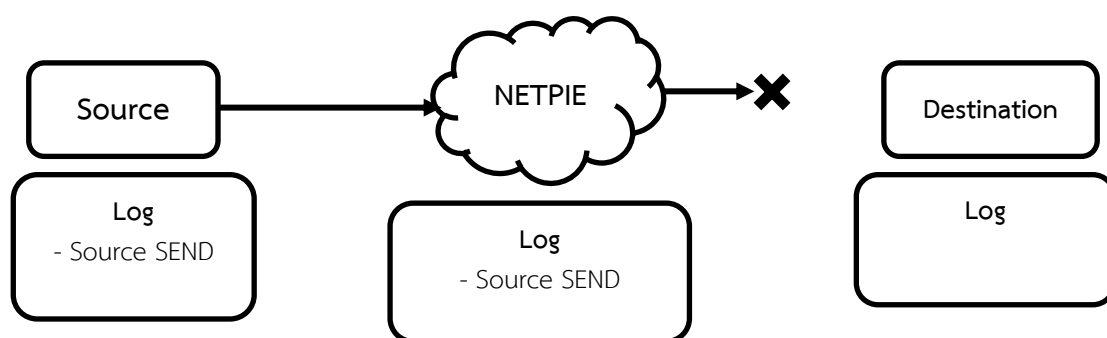 Source
NETPIE
Destination
Log
- Source SEND
Log
- Source SEND
Log